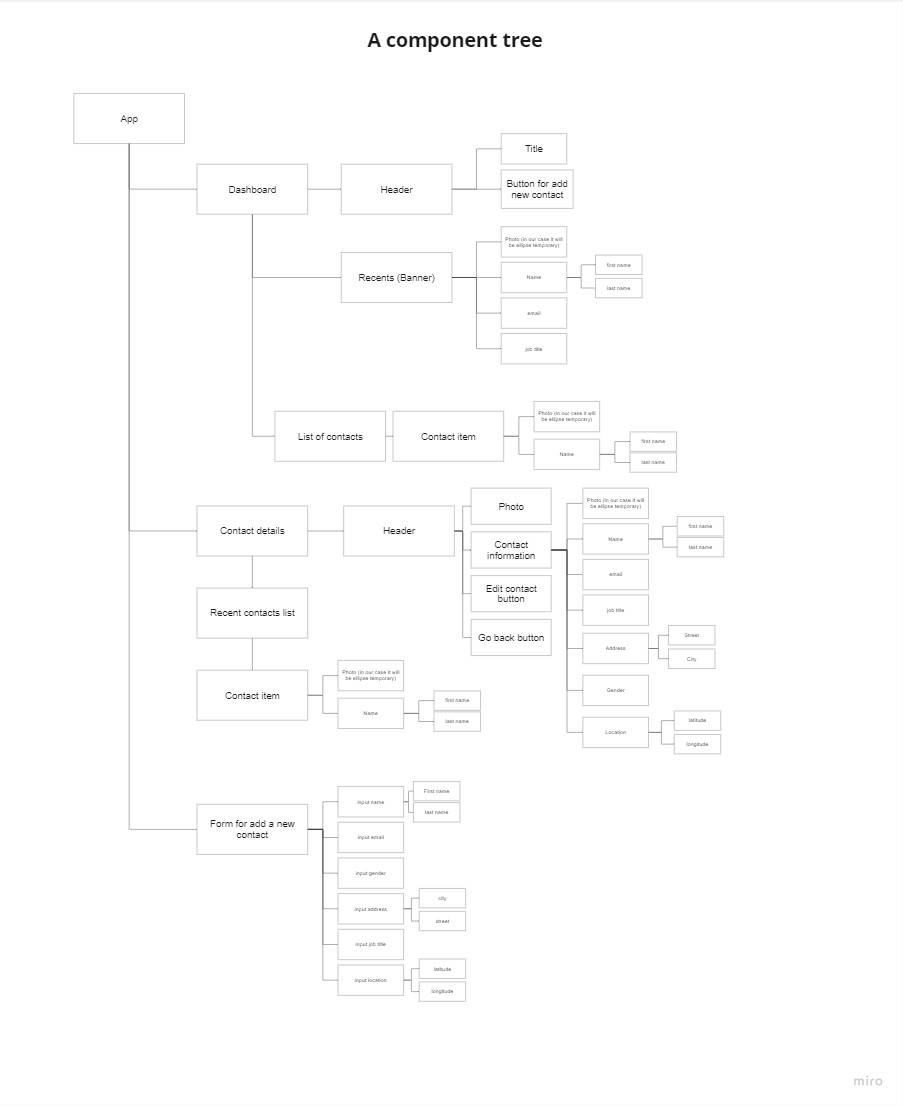 A component tree
App
Dashboard
Header
Title
Button for add
new contact
Recents (Banner)
Photo (in our case it will
be ellipse temporary)
Name
first name
last name
email
job title
List of contacts
Contact item
Photo (in our case it will
be ellipse temporary)
Name
first name
last name
Contact details
Header
Photo
Contact
information
Edit contact
button
Go back button
Photo (in our case it will
be ellipse temporary)
Name
first name
last name
email
job title
Address
Street
City
Gender
Location
latitude
longitude
Recent contacts list
Contact item
Photo (in our case it will
be ellipse temporary)
Name
first name
last name
Form for add a new
contact
input name
First name
last name
input email
input gender
input address
city
street
input job title
input location
latitude
longitude
miro